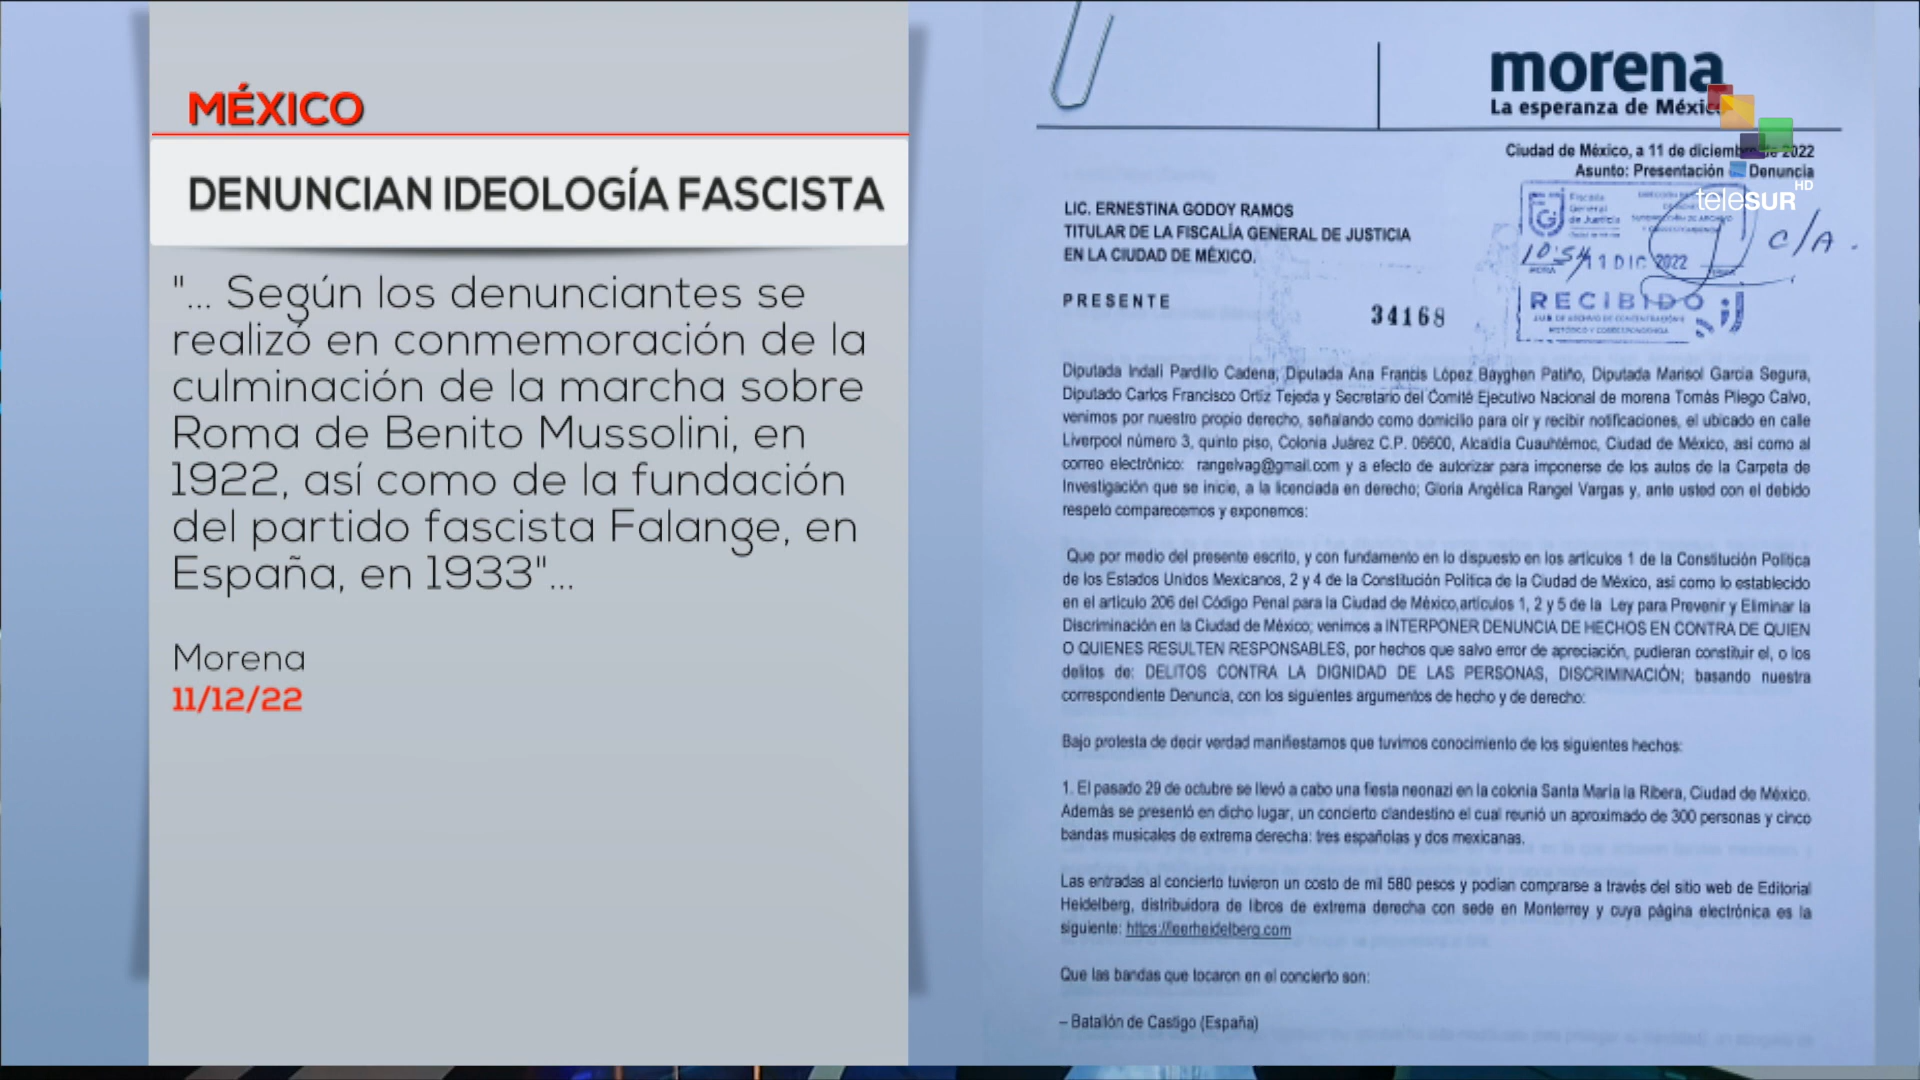 MÉXICO
DENUNCIAN IDEOLOGÍA FASCISTA
"... Según los denunciantes se
realizó en conmemoración de la
culminación de la marcha sobre
Roma de Benito Mussolini, en
1922, así como de la fundación
del partido fascista Falange, en
España, en 1933"...
Morena
11/12/22
morena
La esperanza de México
Ciudad de México, a 11 de diciembre de 2022
Asunto: Presentación Denuncia
teleSUR HD
LIC. ERNESTINA GODOY RAMOS
TITULAR DE LA FISCALÍA GENERAL DE JUSTICIA
EN LA CIUDAD DE MÉXICO.
PRESENTE
34168
Fiscalía
General
de Justicia
10:54
11 DIC 2022
C/A.
RECIBIDO
Diputada Indalí Pardillo Cadena, Diputada Ana Francis López Bayghen Patiño, Diputada Marisol García Segura,
Diputado Carlos Francisco Ortiz Tejeda y Secretario del Comité Ejecutivo Nacional de morena Tomás Pliego Calvo,
venimos por nuestro propio derecho, señalando como domicilio para oír y recibir notificaciones, el ubicado en calle
Liverpool número 3, quinto piso, Colonia Juárez C.P. 06600, Alcaldía Cuauhtémoc, Ciudad de México, así como al
correo electrónico: rangelvag@gmail.com y a efecto de autorizar para imponerse de los autos de la Carpeta de
Investigación que se inicie, a la licenciada en derecho; Gloria Angélica Rangel Vargas y, ante usted con el debido
respeto comparecemos y exponemos:
Que por medio del presente escrito, y con fundamento en lo dispuesto en los artículos 1 de la Constitución Política
de los Estados Unidos Mexicanos, 2 y 4 de la Constitución Política de la Ciudad de México, así como lo establecido
en el artículo 206 del Código Penal para la Ciudad de México,artículos 1, 2 y 5 de la Ley para Prevenir y Eliminar la
Discriminación en la Ciudad de México; venimos a INTERPONER DENUNCIA DE HECHOS EN CONTRA DE QUIEN
O QUIENES RESULTEN RESPONSABLES, por hechos que salvo error de apreciación, pudieran constituir el, o los
delitos de: DELITOS CONTRA LA DIGNIDAD DE LAS PERSONAS, DISCRIMINACIÓN; basando nuestra
correspondiente Denuncia, con los siguientes argumentos de hecho y de derecho:
Bajo protesta de decir verdad manifiestamos que tuvimos conocimiento de los siguientes hechos:
1. El pasado 29 de octubre se llevó a cabo una fiesta neonazi en la colonia Santa María la Ribera, Ciudad de México.
Además se presentó en dicho lugar, un concierto clandestino el cual reunió un aproximado de 300 personas y cinco
bandas musicales de extrema derecha: tres españolas y dos mexicanas.
Las entradas al concierto tuvieron un costo de mil 580 pesos y podían comprarse a través del sitio web de Editorial
Heidelberg, distribuidora de libros de extrema derecha con sede en Monterrey y cuya página electrónica es la
siguiente: https://leerheidelberg.com
Que las bandas que tocaron en el concierto son:
– Batallón de Castigo (España)